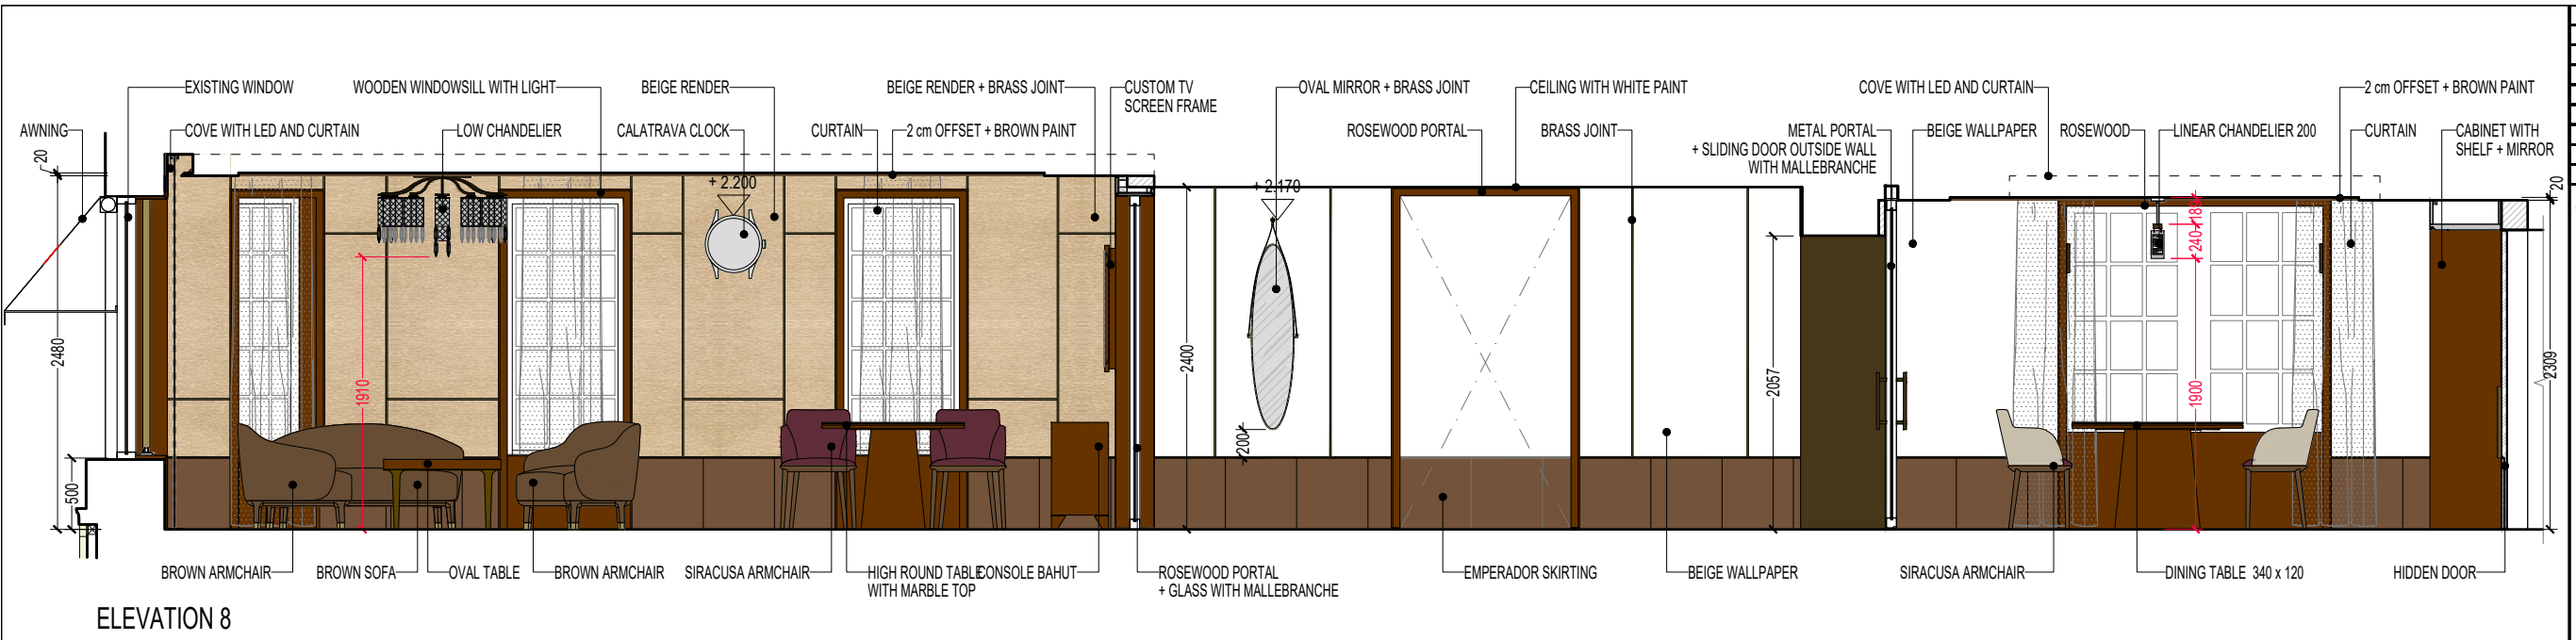 EXISTING WINDOW
WOODEN WINDOWSILL WITH LIGHT
BEIGE RENDER
BEIGE RENDER + BRASS JOINT
CUSTOM TV
SCREEN FRAME
OVAL MIRROR + BRASS JOINT
CEILING WITH WHITE PAINT
COVE WITH LED AND CURTAIN
2 cm OFFSET + BROWN PAINT
AWNING
COVE WITH LED AND CURTAIN
LOW CHANDELIER
CALATRAVA CLOCK
CURTAIN
2 cm OFFSET + BROWN PAINT
ROSEWOOD PORTAL
BRASS JOINT
METAL PORTAL
+ SLIDING DOOR OUTSIDE WALL
WITH MALLEBRANCHE
BEIGE WALLPAPER
ROSEWOOD
LINEAR CHANDELIER 200
CURTAIN
CABINET WITH
SHELF + MIRROR
20
+ 2.200
+ 2.170
20
185
240
2480
1910
2400
2057
1900
2309
200
500
BROWN ARMCHAIR
BROWN SOFA
OVAL TABLE
BROWN ARMCHAIR
SIRACUSA ARMCHAIR
HIGH ROUND TABLE
WITH MARBLE TOP
CONSOLE BAHUT
ROSEWOOD PORTAL
+ GLASS WITH MALLEBRANCHE
EMPERADOR SKIRTING
BEIGE WALLPAPER
SIRACUSA ARMCHAIR
DINING TABLE 340 x 120
HIDDEN DOOR
ELEVATION 8